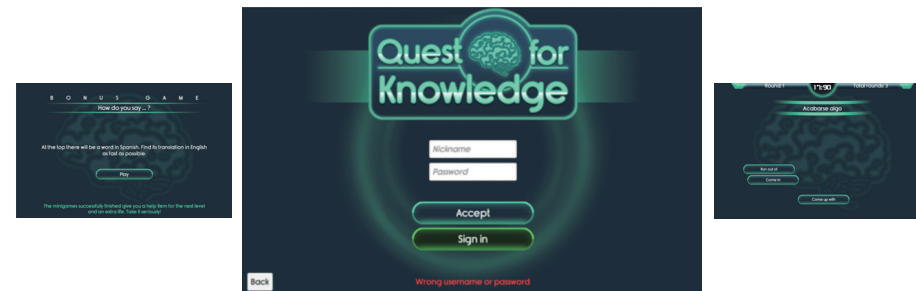 B O N U S G A M E
How do you say ... ?
At the top there will be a word in Spanish. Find its translation in English
as fast as possible.
Play
The minigames successfully finished give you a help item for the next level
and an extra life. Take it seriously!
Quest for
Knowledge
Nickname
Password
Accept
Sign in
Back
Wrong username or password
Round: 1
17:90
Total rounds: 3
Acabarse algo
Run out of
Come in
Come up with